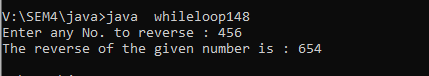 V:\SEM4\java>java  whileloop148
Enter any No. to reverse : 456
The reverse of the given number is : 654